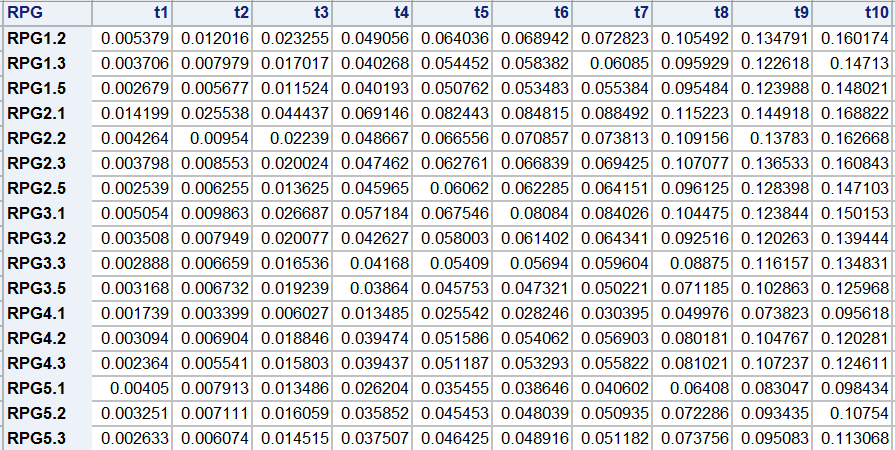 RPG t1 t2 t3 t4 t5 t6 t7 t8 t9 t10
RPG1.2 0.005379 0.012016 0.023255 0.049056 0.064036 0.068942 0.072823 0.105492 0.134791 0.160174
RPG1.3 0.003706 0.007979 0.017017 0.040268 0.054452 0.058382 0.06085 0.095929 0.122618 0.14713
RPG1.5 0.002679 0.005677 0.011524 0.040193 0.050762 0.053483 0.055384 0.095484 0.123988 0.148021
RPG2.1 0.014199 0.025538 0.044437 0.069146 0.082443 0.084815 0.088492 0.115223 0.144918 0.168822
RPG2.2 0.004264 0.00954 0.02239 0.048667 0.066556 0.070857 0.073813 0.109156 0.13783 0.162668
RPG2.3 0.003798 0.008553 0.020024 0.047462 0.062761 0.066839 0.069425 0.107077 0.136533 0.160843
RPG2.5 0.002539 0.006255 0.013625 0.045965 0.06062 0.062285 0.064151 0.096125 0.128398 0.147103
RPG3.1 0.005054 0.009863 0.026687 0.057184 0.067546 0.08084 0.084026 0.104475 0.123844 0.150153
RPG3.2 0.003508 0.007949 0.020077 0.042627 0.058003 0.061402 0.064341 0.092516 0.120263 0.139444
RPG3.3 0.002888 0.006659 0.016536 0.04168 0.05409 0.05694 0.059604 0.08875 0.116157 0.134831
RPG3.5 0.003168 0.006732 0.019239 0.03864 0.045753 0.047321 0.050221 0.071185 0.102863 0.125968
RPG4.1 0.001739 0.003399 0.006027 0.013485 0.025542 0.028246 0.030395 0.049976 0.073823 0.095618
RPG4.2 0.003094 0.006904 0.018846 0.039474 0.051586 0.054062 0.056903 0.080181 0.104767 0.120281
RPG4.3 0.002364 0.005541 0.015803 0.039437 0.051187 0.053293 0.055822 0.081021 0.107237 0.124611
RPG5.1 0.00405 0.007913 0.013486 0.026204 0.035455 0.038646 0.040602 0.06408 0.083047 0.098434
RPG5.2 0.003251 0.007111 0.016059 0.035852 0.045453 0.048039 0.050935 0.072286 0.093435 0.10754
RPG5.3 0.002633 0.006074 0.014515 0.037507 0.046425 0.048916 0.051182 0.073756 0.095083 0.113068